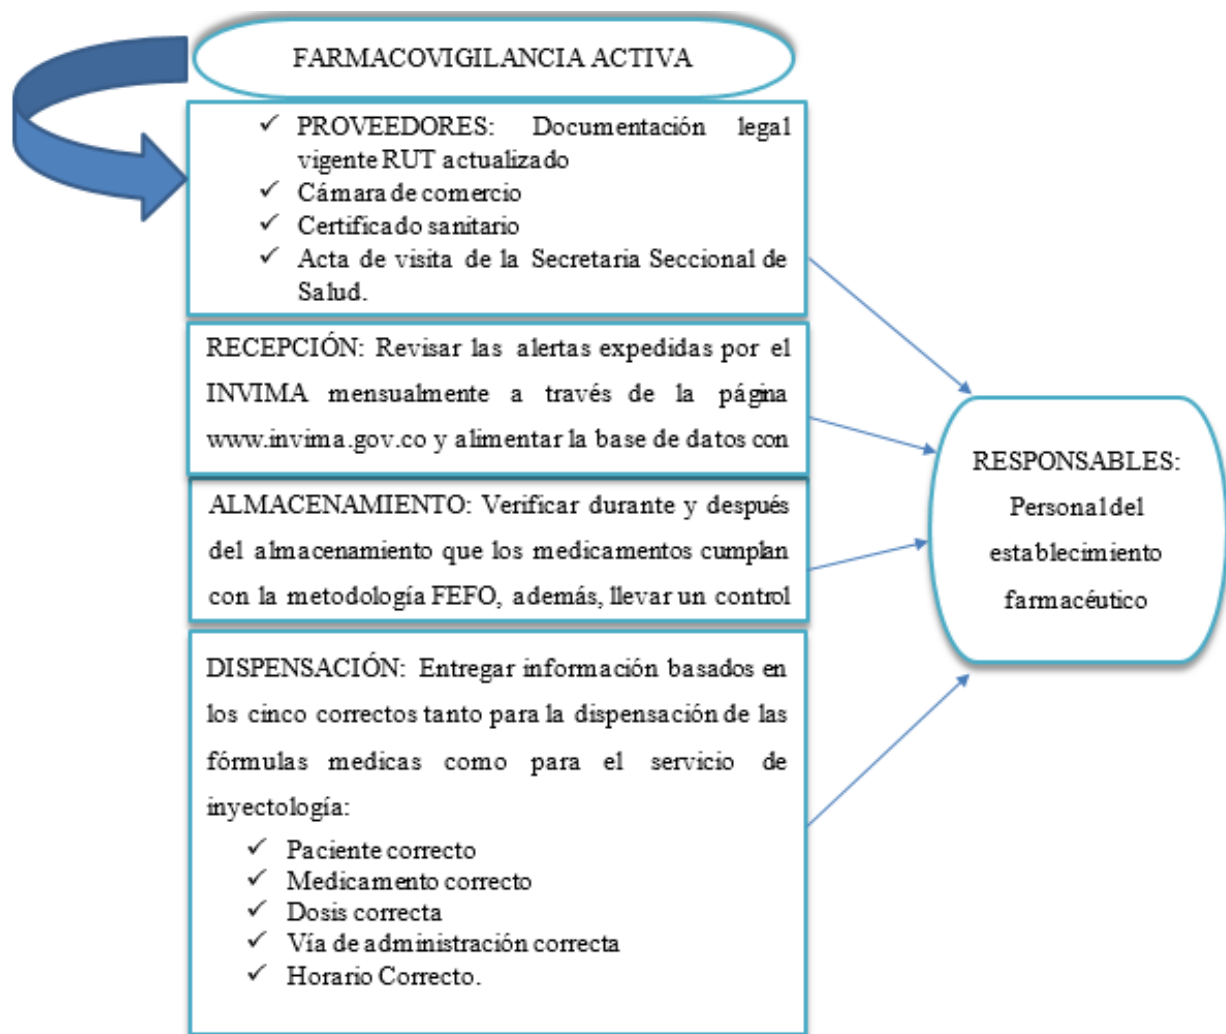 FARMACOVIGILANCIA ACTIVA
✓ PROVEEDORES: Documentación legal
vigente RUT actualizado
✓ Cámara de comercio
✓ Certificado sanitario
✓ Acta de visita de la Secretaria Seccional de
Salud.
RECEPCIÓN: Revisar las alertas expedidas por el
INVIMA mensualmente a través de la página
www.invima.gov.co y alimentar la base de datos con
ALMACENAMIENTO: Verificar durante y después
del almacenamiento que los medicamentos cumplan
con la metodología FEFO, además, llevar un control
DISPENSACIÓN: Entregar información basados en
los cinco correctos tanto para la dispensación de las
fórmulas medicas como para el servicio de
inyectología:
✓ Paciente correcto
✓ Medicamento correcto
✓ Dosis correcta
✓ Vía de administración correcta
✓ Horario Correcto.
RESPONSABLES:
Personal del
establecimiento
farmacéutico